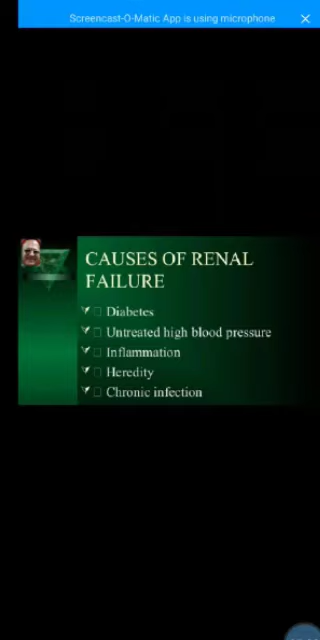 Screencast-O-Matic App is using microphone
CAUSES OF RENAL
FAILURE
Diabetes
Untreated high blood pressure
Inflammation
Heredity
Chronic infection